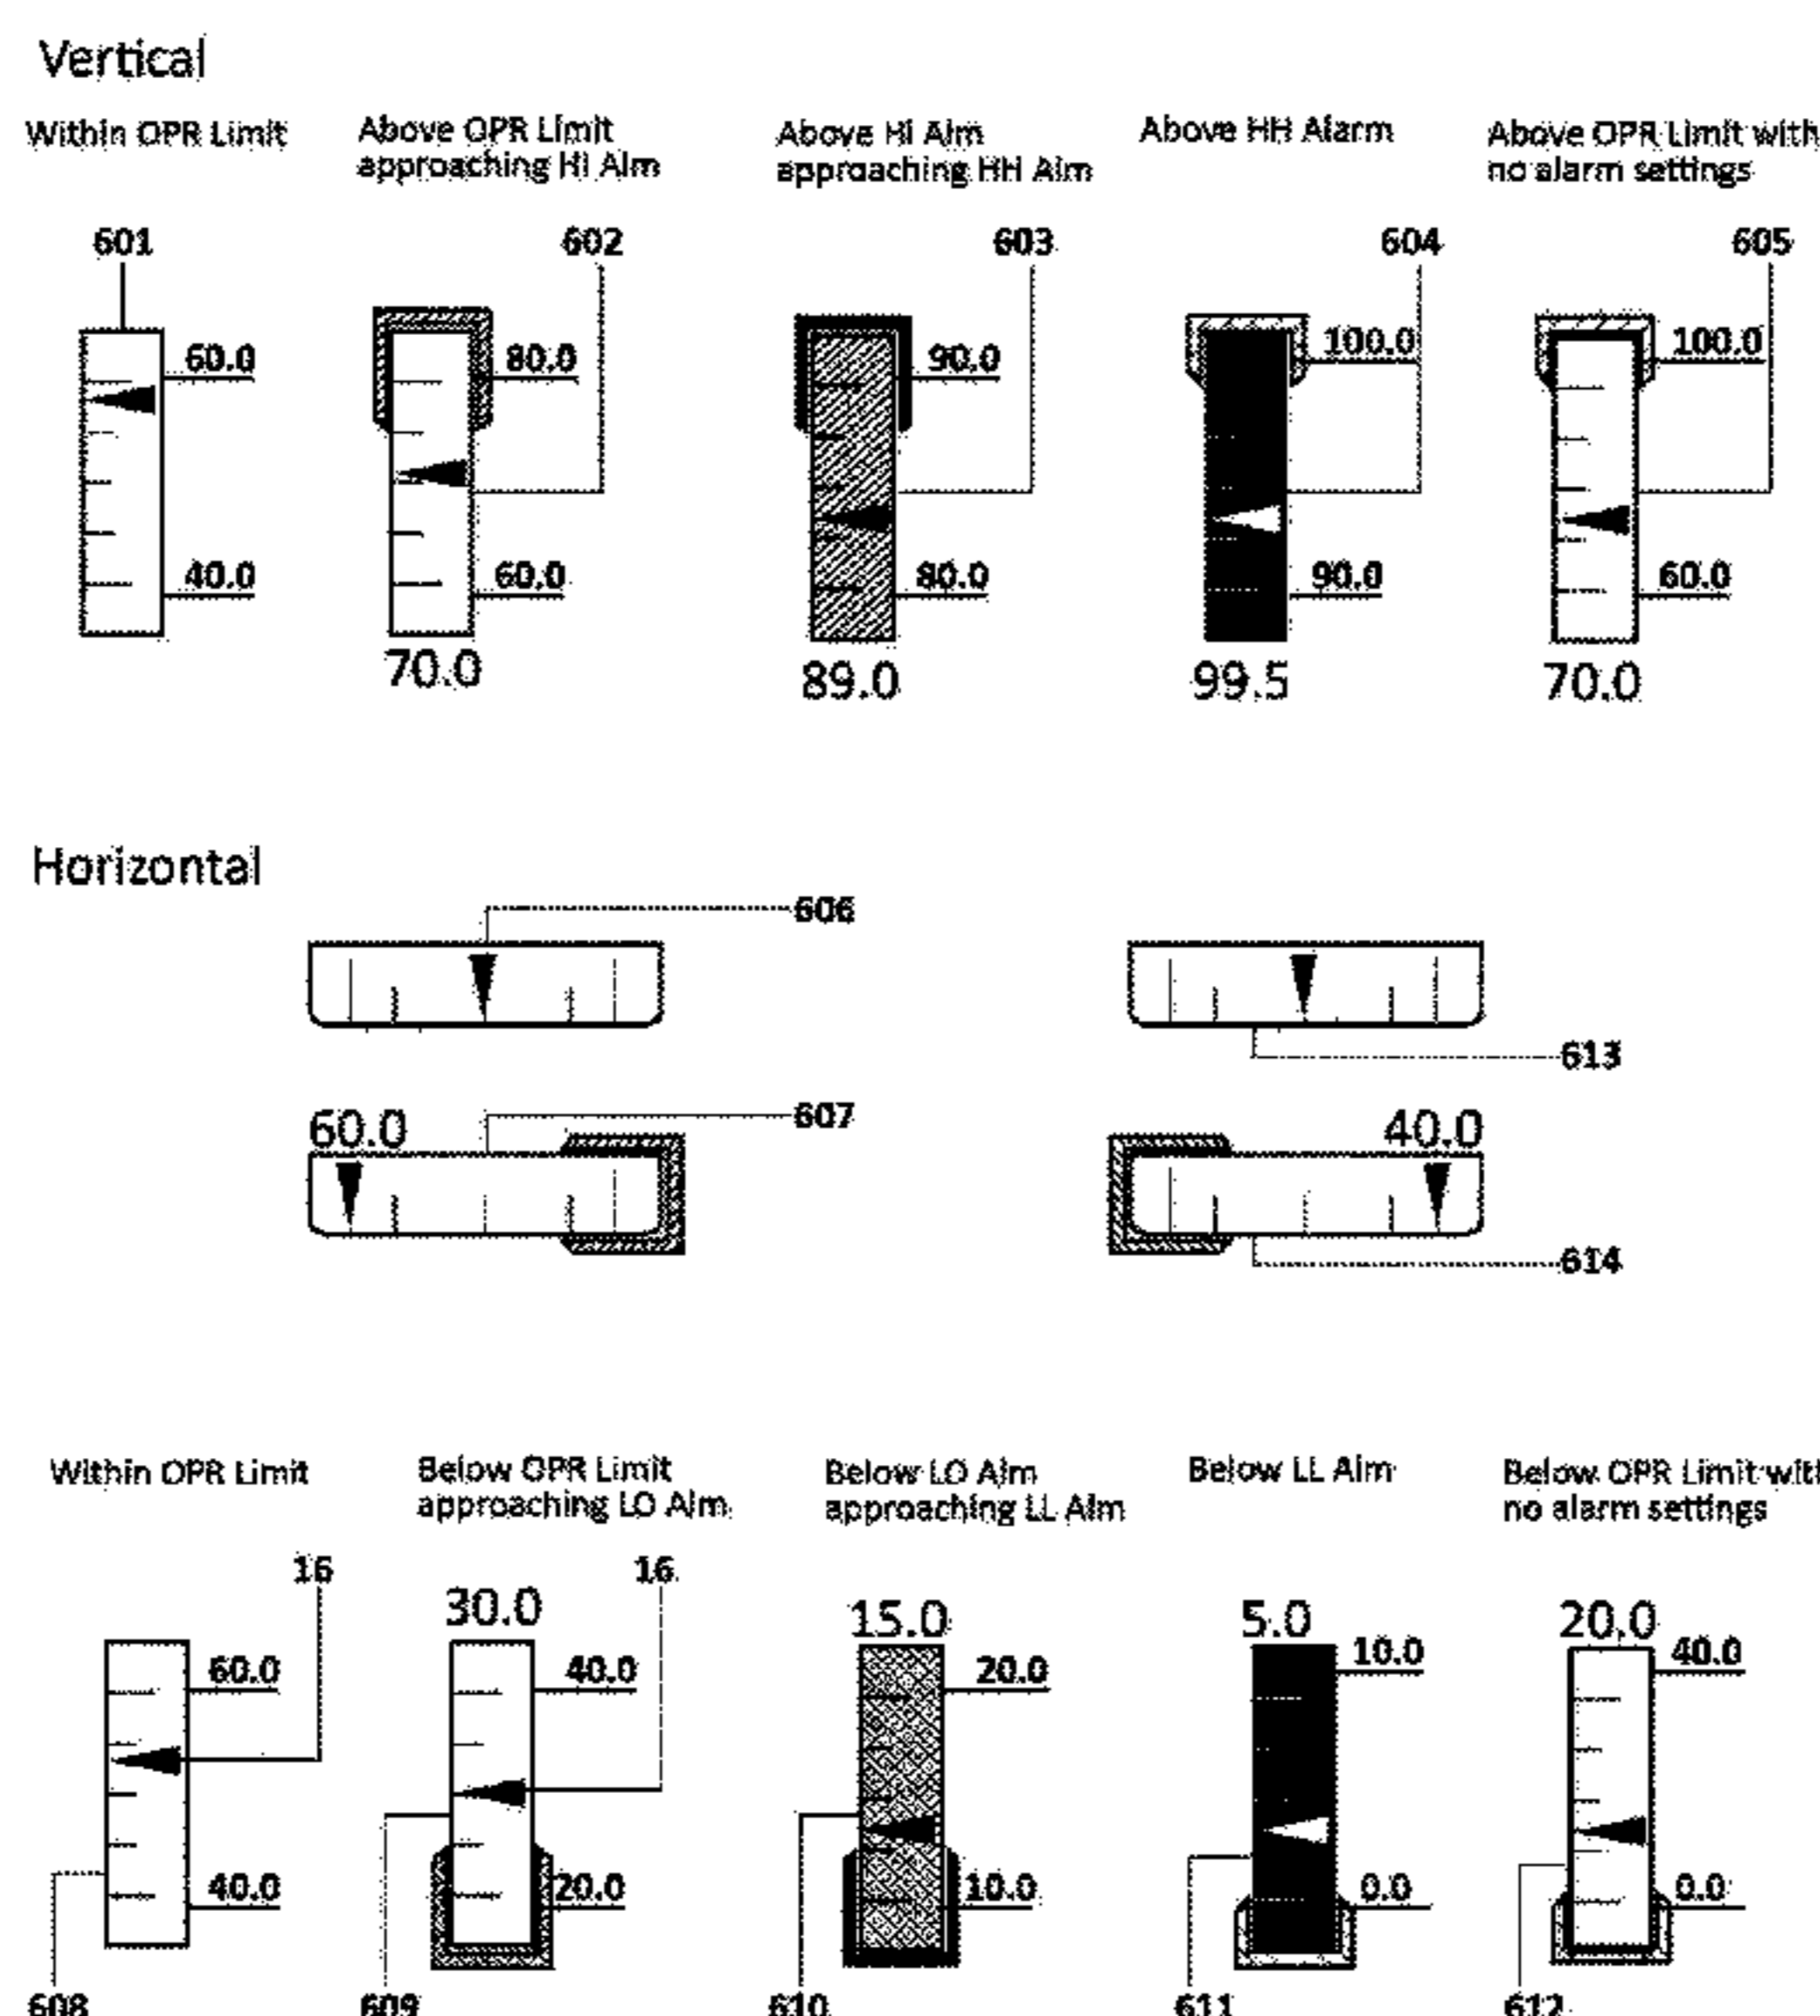 Vertical
Within OPR Limit
Above OPR Limit
approaching Hi Alm
Above Hi Alm
approaching HH Alm
Above HH Alarm
Above OPR Limit with
no alarm settings
601
602
603
604
605
60.0
80.0
90.0
100.0
100.0
40.0
60.0
80.0
90.0
60.0
70.0
89.0
99.5
70.0
Horizontal
606
613
60.0
607
40.0
614
Within OPR Limit
Below OPR Limit
approaching LO Alm
Below LO Alm
approaching LL Alm
Below LL Alm
Below OPR Limit with
no alarm settings
16
16
30.0
15.0
5.0
20.0
60.0
40.0
20.0
10.0
40.0
40.0
20.0
10.0
0.0
0.0
608
609
610
611
612